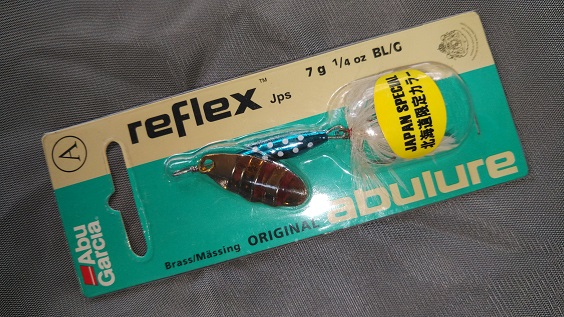 A
reflex™ Jps
7 g 1/4 oz BL/G
JAPAN SPECIAL
北海道限定カラー
Abu
Garcia®
Brass/Mässing ORIGINAL abulure